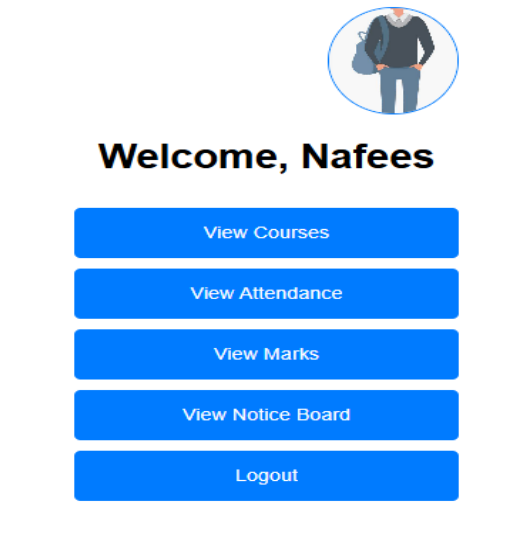 Welcome, Nafees
View Courses
View Attendance
View Marks
View Notice Board
Logout